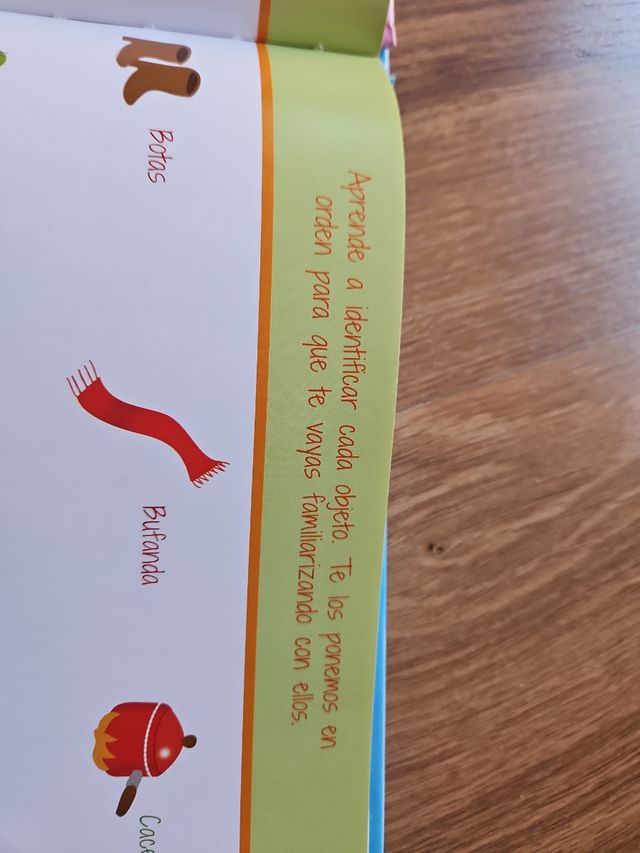 Aprende a identificar cada objeto. Te los ponemos en
orden para que te vayas familiarizando con ellos.
Botas
Bufanda